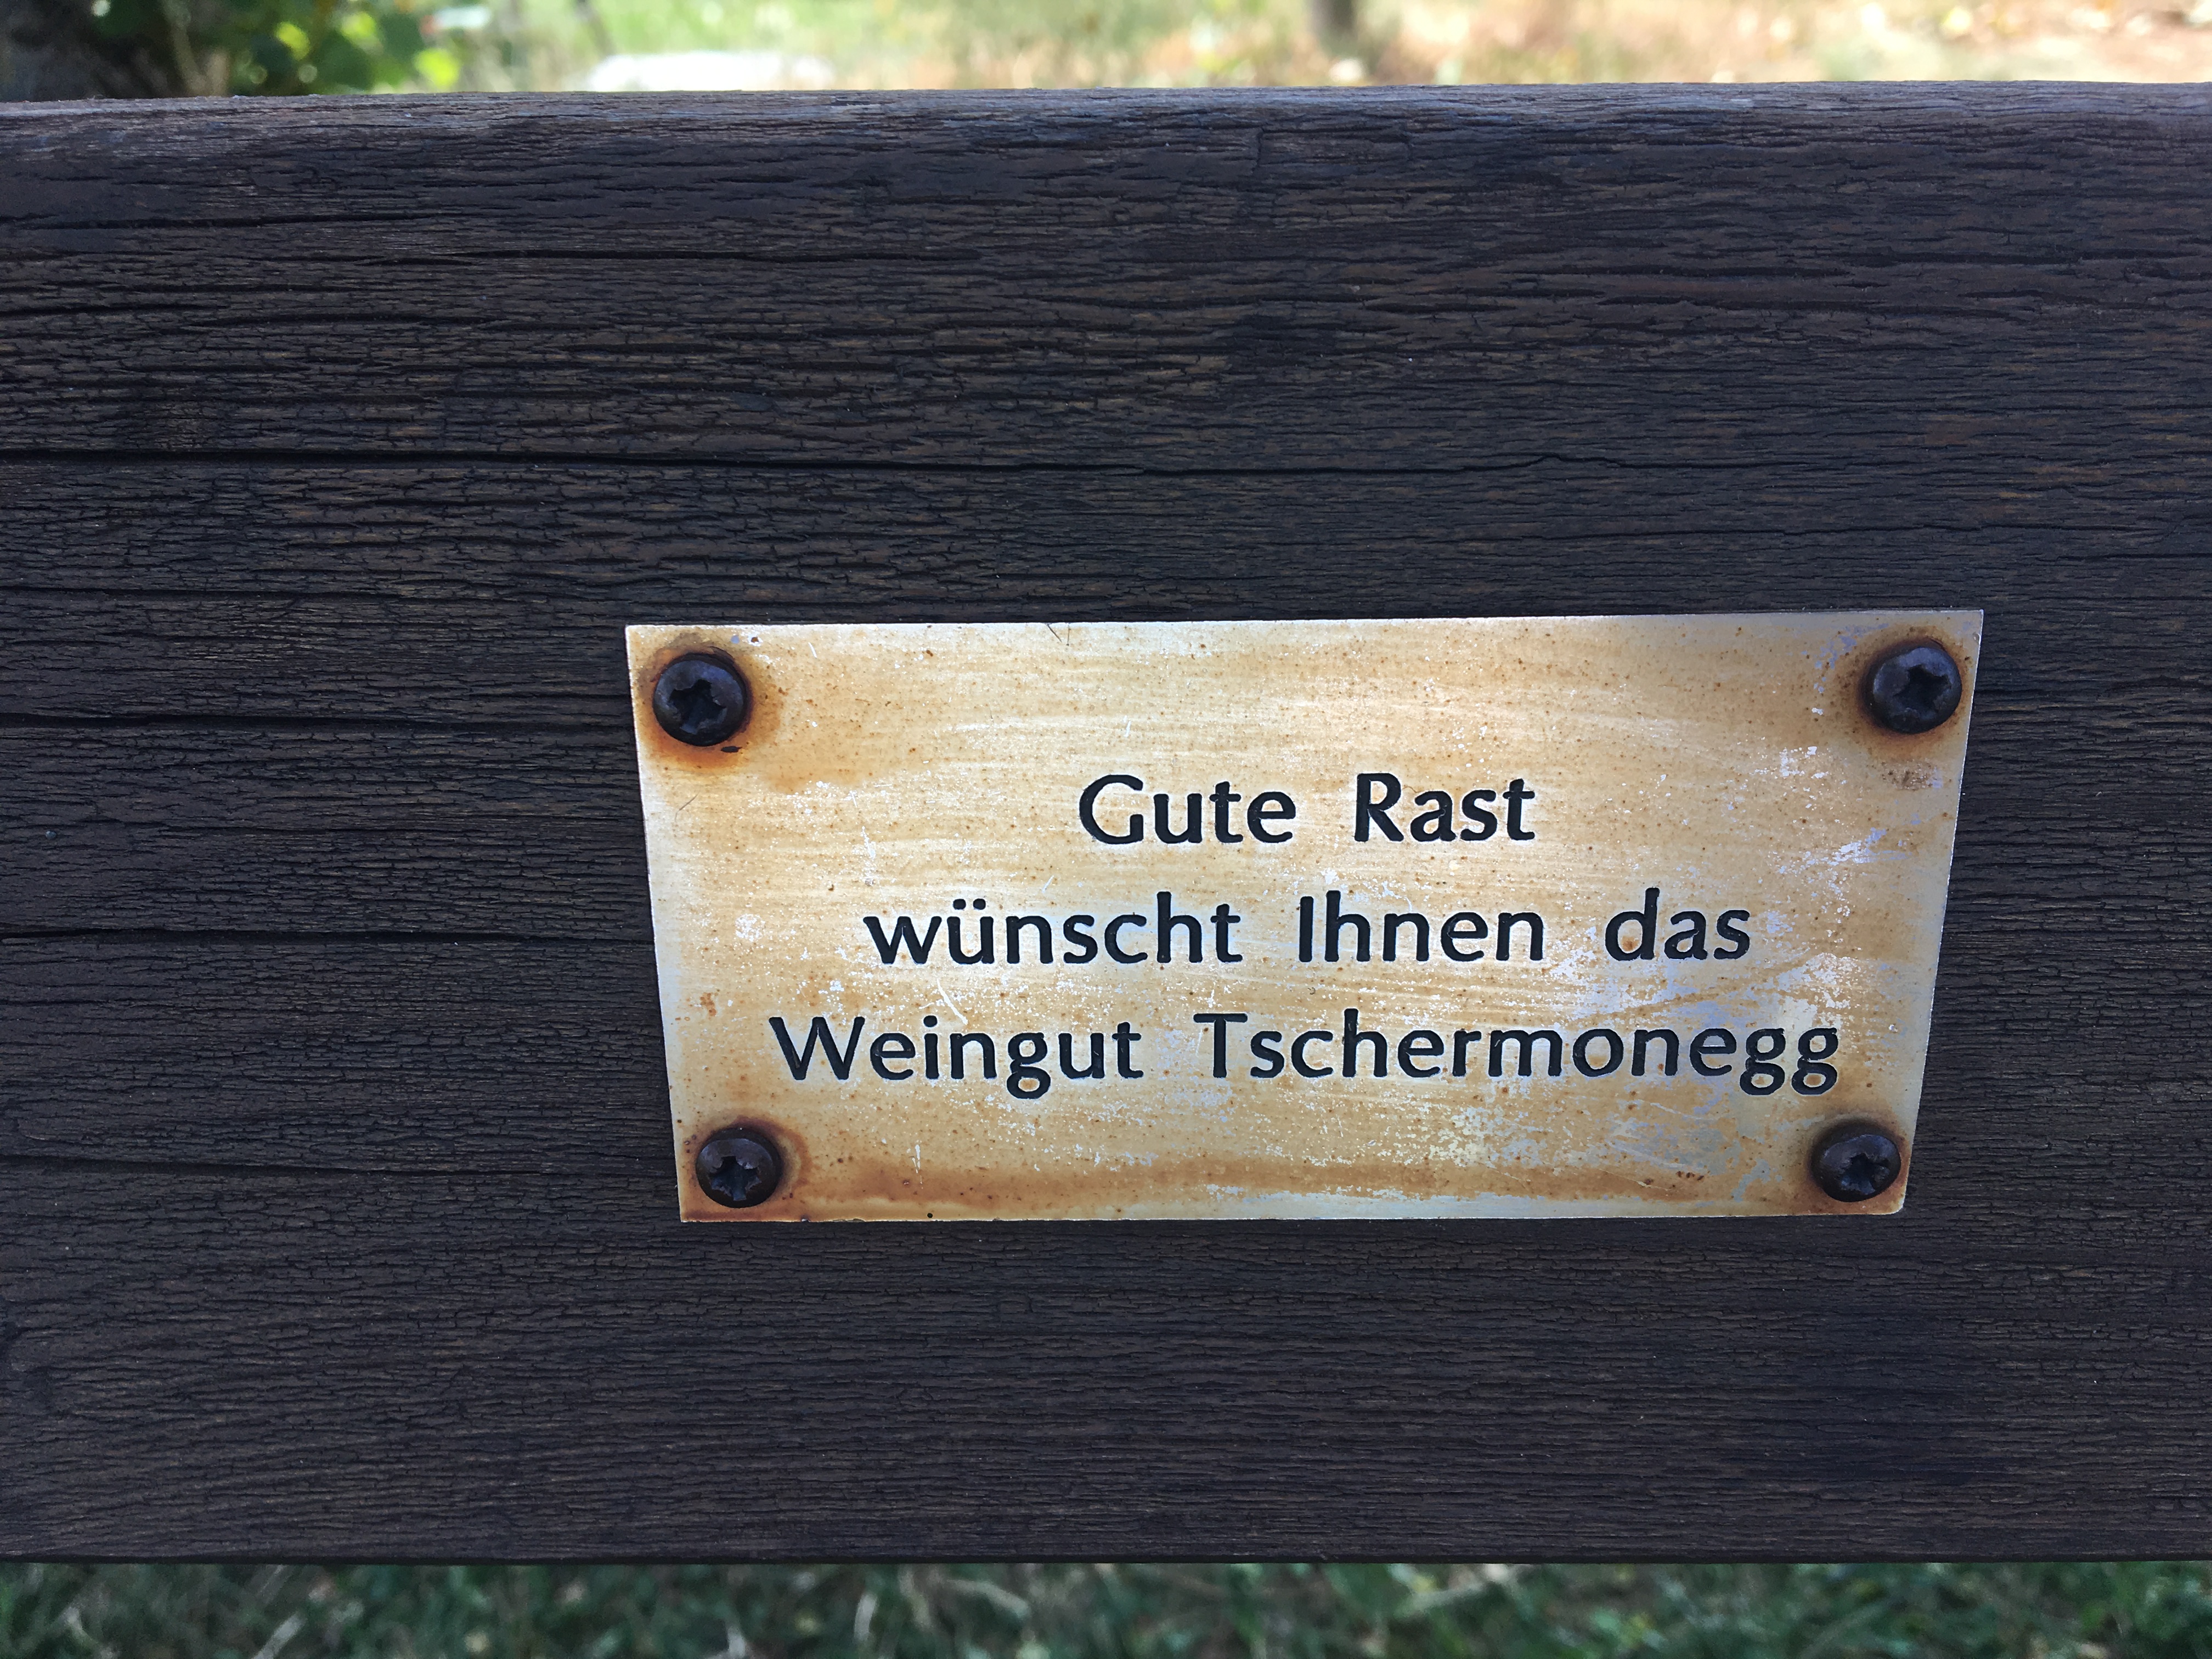 Gute Rast
wünscht Ihnen das
Weingut Tschermonegg